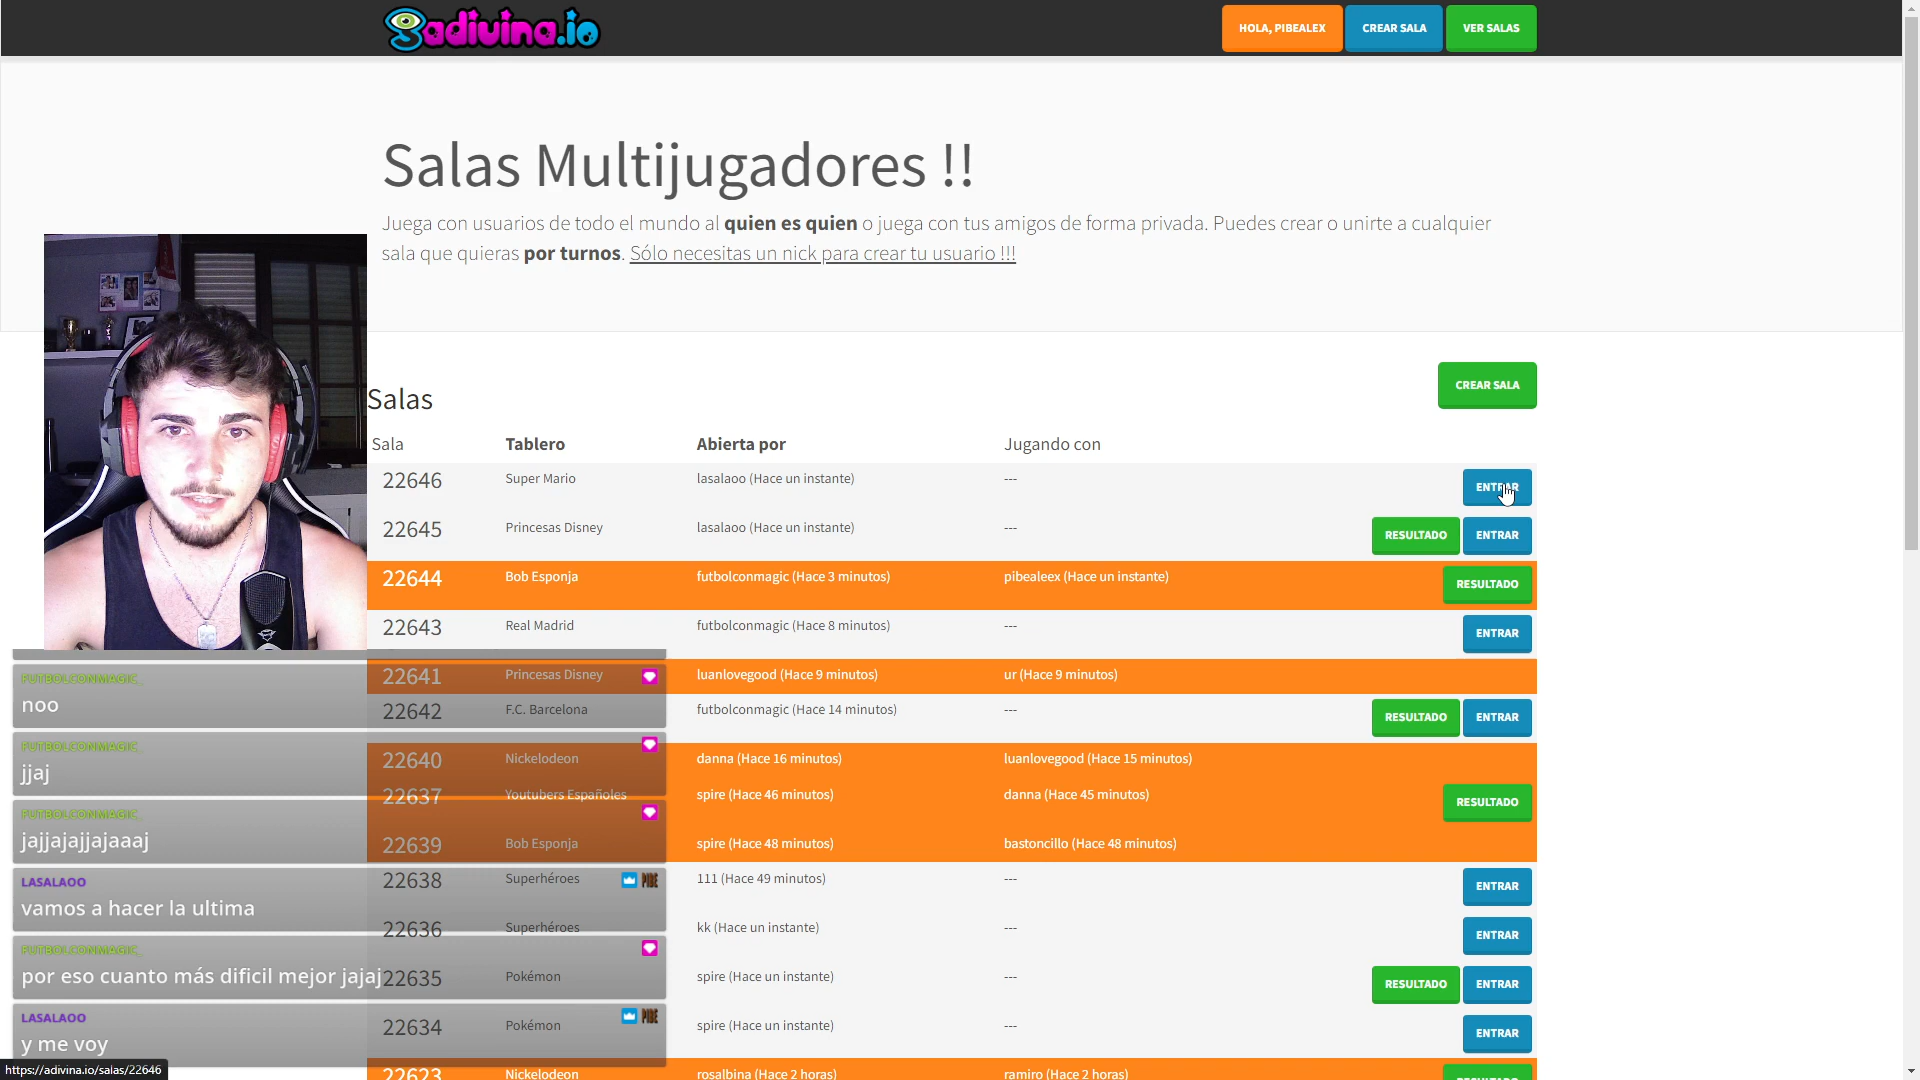 adivina.io
HOLA, PIBEALEX
CREAR SALA
VER SALAS
Salas Multijugadores !!
Juega con usuarios de todo el mundo al quien es quien o juega con tus amigos de forma privada. Puedes crear o unirte a cualquier
sala que quieras por turnos. Sólo necesitas un nick para crear tu usuario !!!
Salas
CREAR SALA
Sala Tablero Abierta por Jugando con
22646 Super Mario lasalaoo (Hace un instante) --- ENTRAR
22645 Princesas Disney lasalaoo (Hace un instante) --- RESULTADO ENTRAR
22644 Bob Esponja futbolconmagic (Hace 3 minutos) pibealeex (Hace un instante) RESULTADO
22643 Real Madrid futbolconmagic (Hace 8 minutos) --- ENTRAR
22641 Princesas Disney luanlovegood (Hace 9 minutos) ur (Hace 9 minutos)
22642 F.C. Barcelona futbolconmagic (Hace 14 minutos) --- RESULTADO ENTRAR
22640 Nickelodeon danna (Hace 16 minutos) luanlovegood (Hace 15 minutos)
22637 Youtubers Españoles spire (Hace 46 minutos) danna (Hace 45 minutos) RESULTADO
22639 Bob Esponja spire (Hace 48 minutos) bastoncillo (Hace 48 minutos)
22638 Superhéroes 111 (Hace 49 minutos) --- ENTRAR
22636 Superhéroes kk (Hace un instante) --- ENTRAR
22635 Pokémon spire (Hace un instante) --- RESULTADO ENTRAR
22634 Pokémon spire (Hace un instante) --- ENTRAR
22623 Nickelodeon rosalbina (Hace 2 horas) ramiro (Hace 2 horas) RESULTADO
FUTBOLCONMAGIC_
noo
FUTBOLCONMAGIC_
jjaj
FUTBOLCONMAGIC_
jajjajajjajaaaj
LASALAOO PIBE
vamos a hacer la ultima
FUTBOLCONMAGIC_
por eso cuanto más dificil mejor jajaj
LASALAOO PIBE
y me voy
https://adivina.io/salas/22646